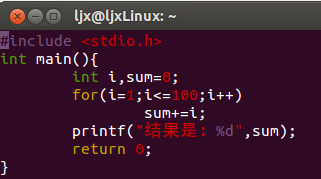 ljx@ljxLinux: ~
#include <stdio.h>
int main(){
        int i,sum=0;
        for(i=1;i<=100;i++)
                sum+=i;
        printf("结果是: %d",sum);
        return 0;
}